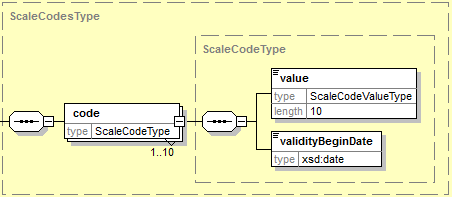 ScaleCodesType
ScaleCodeType
value
type ScaleCodeValueType
length 10
code
type ScaleCodeType
1..10
validityBeginDate
type xsd:date